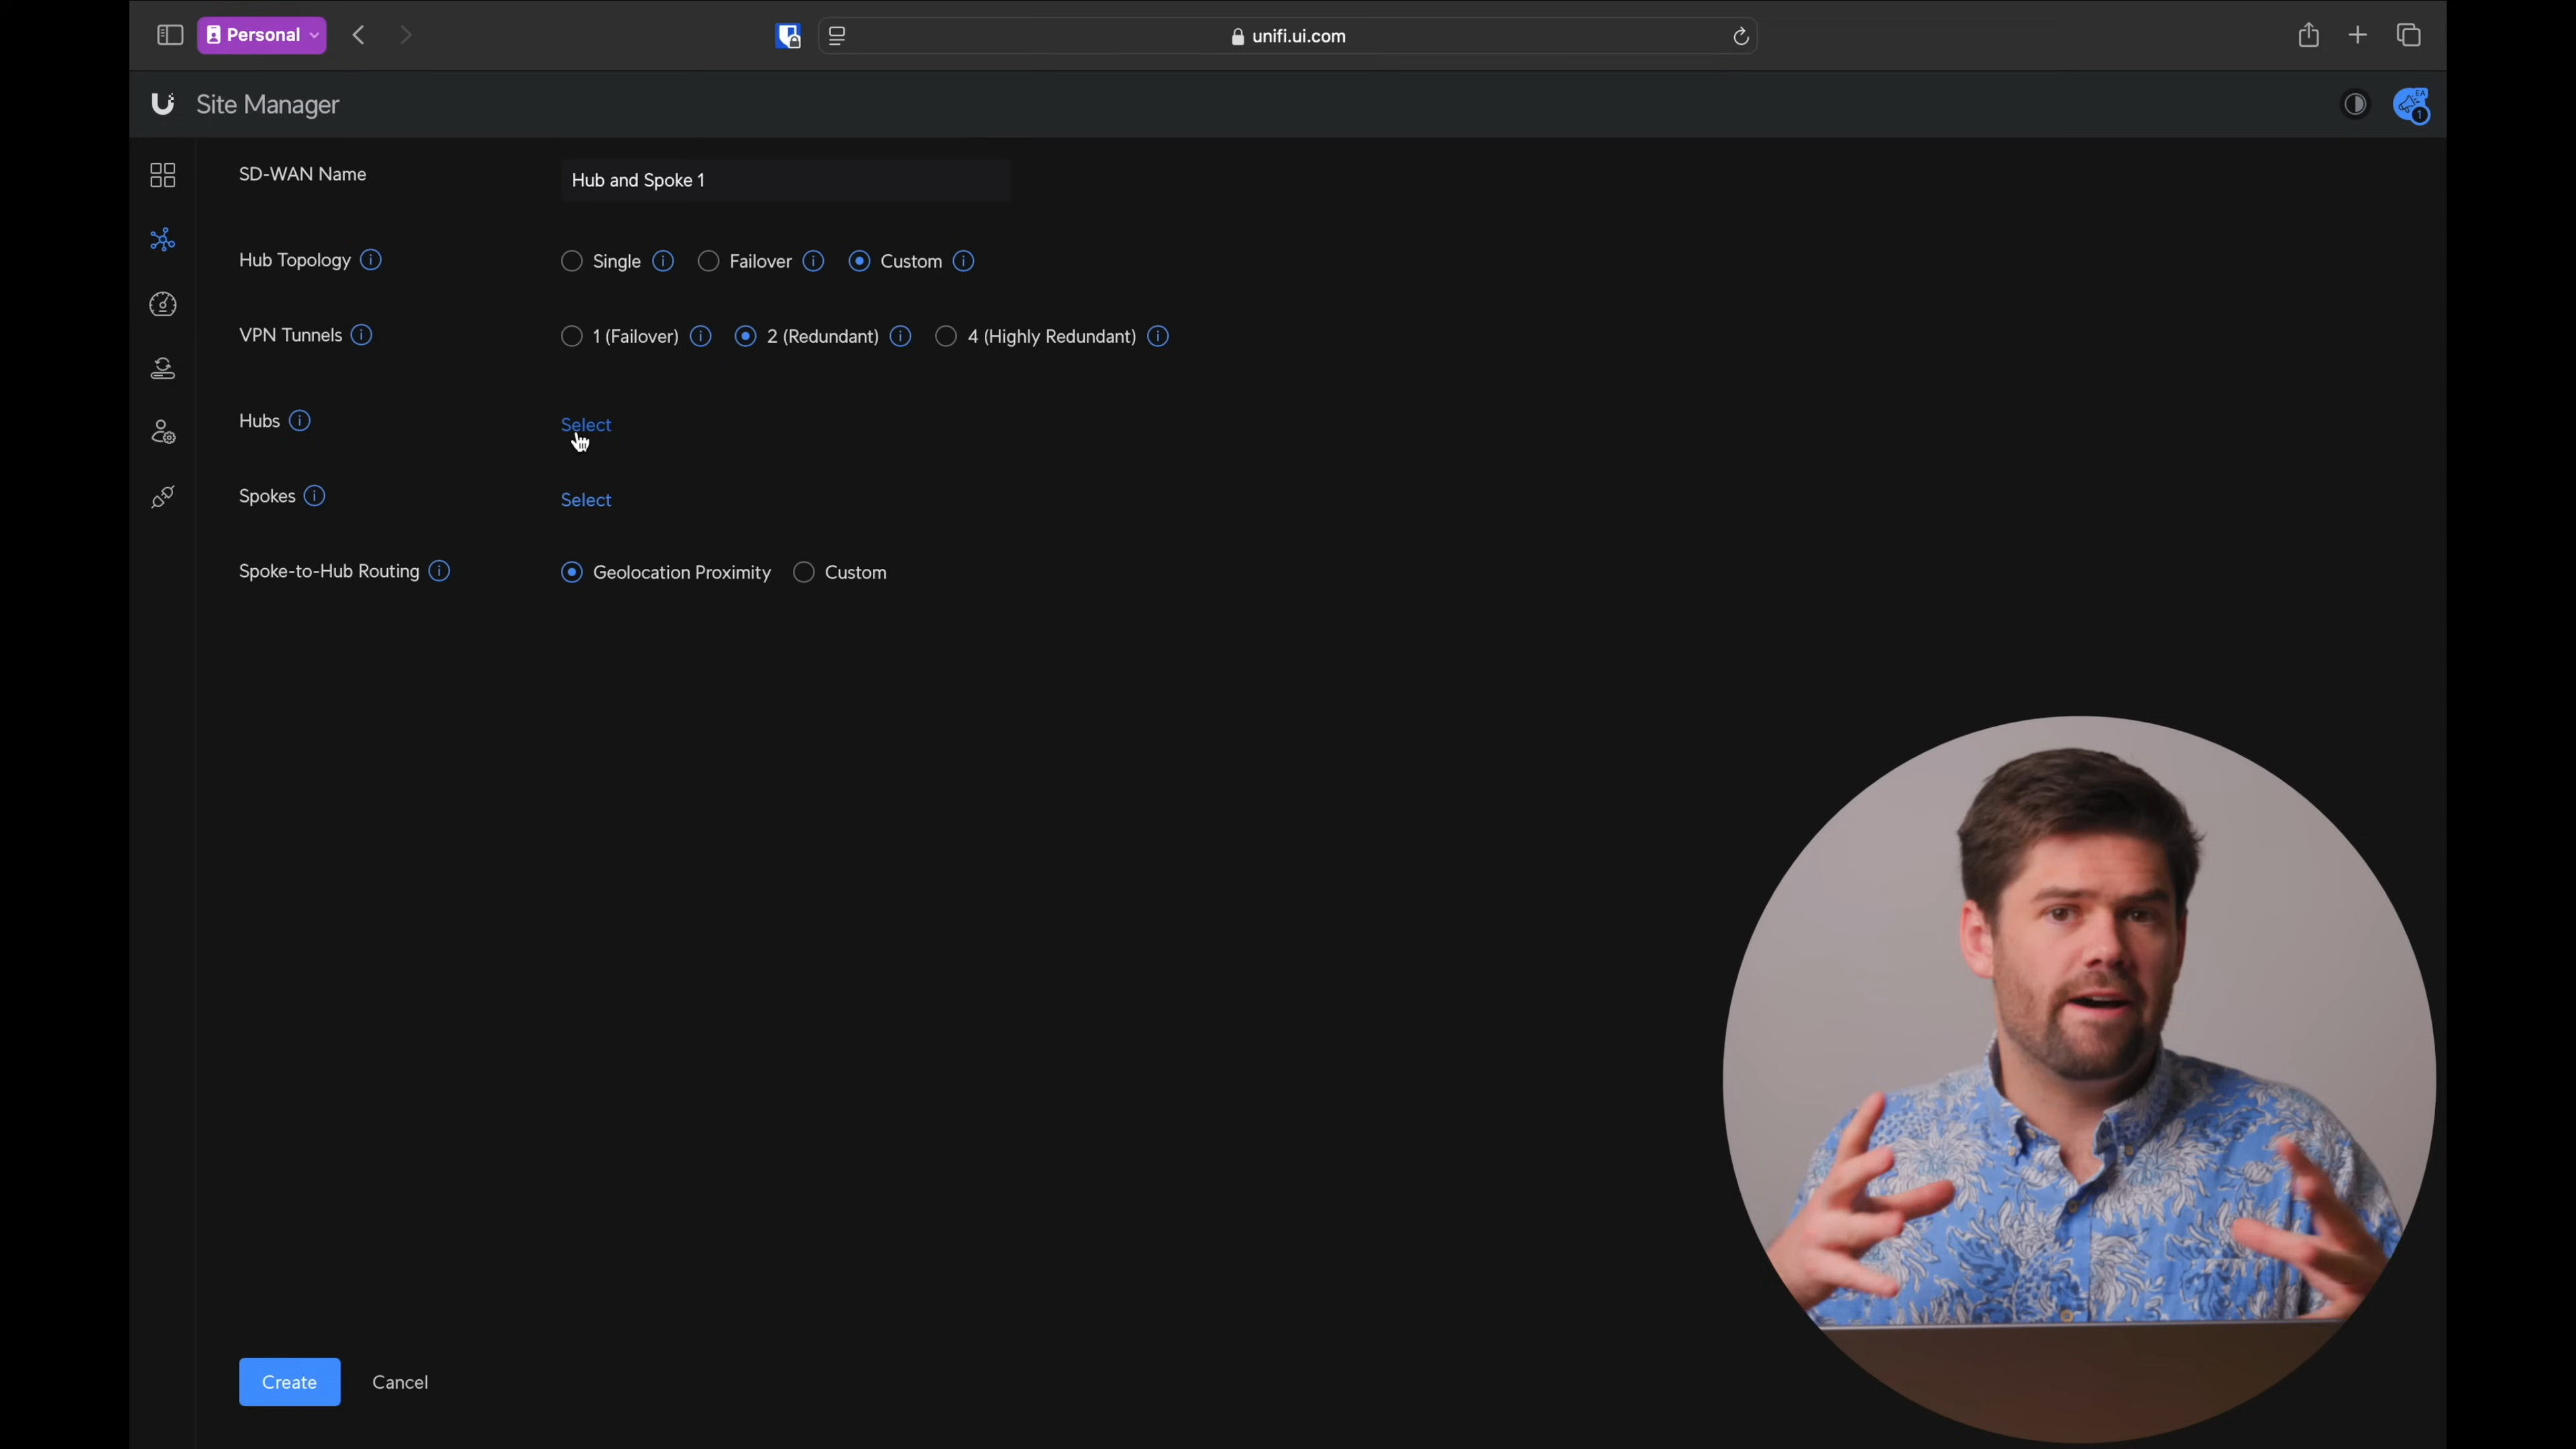 Personal
unifi.ui.com
Site Manager
EA
1
SD-WAN Name
Hub and Spoke 1
Hub Topology
Single
Failover
Custom
VPN Tunnels
1 (Failover)
2 (Redundant)
4 (Highly Redundant)
Hubs
Select
Spokes
Select
Spoke-to-Hub Routing
Geolocation Proximity
Custom
Create
Cancel